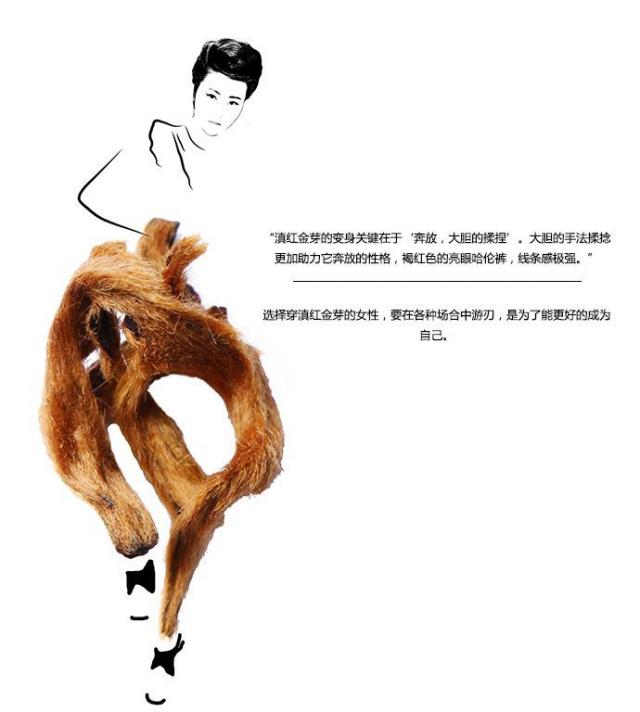 “滇红金芽的变身关键在于‘奔放，大胆的揉捏’。大胆的手法揉捻
更加助力它奔放的性格，褐红色的亮眼哈伦裤，线条感极强。”
选择穿滇红金芽的女性，要在各种场合中游刃，是为了能更好的成为
自己。